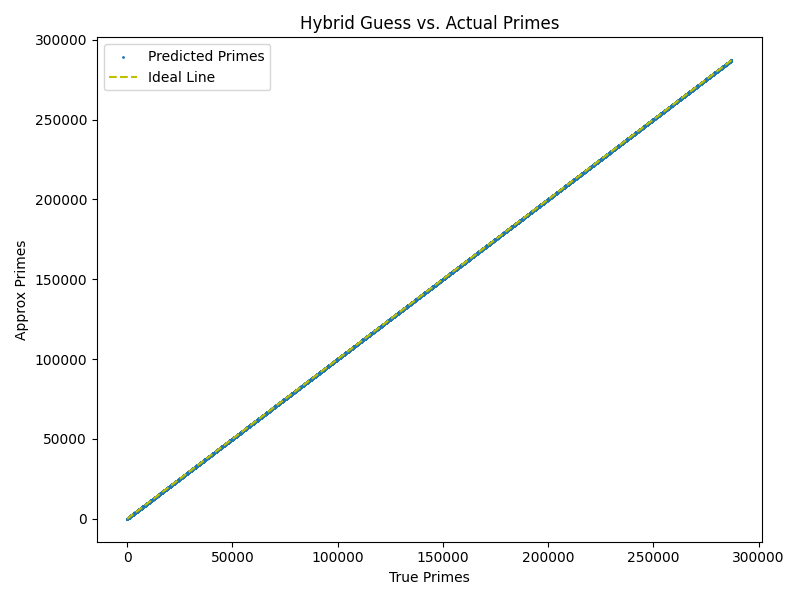 Hybrid Guess vs. Actual Primes
Predicted Primes
Ideal Line
300000
250000
200000
150000
100000
50000
0
Approx Primes
0 50000 100000 150000 200000 250000 300000
True Primes